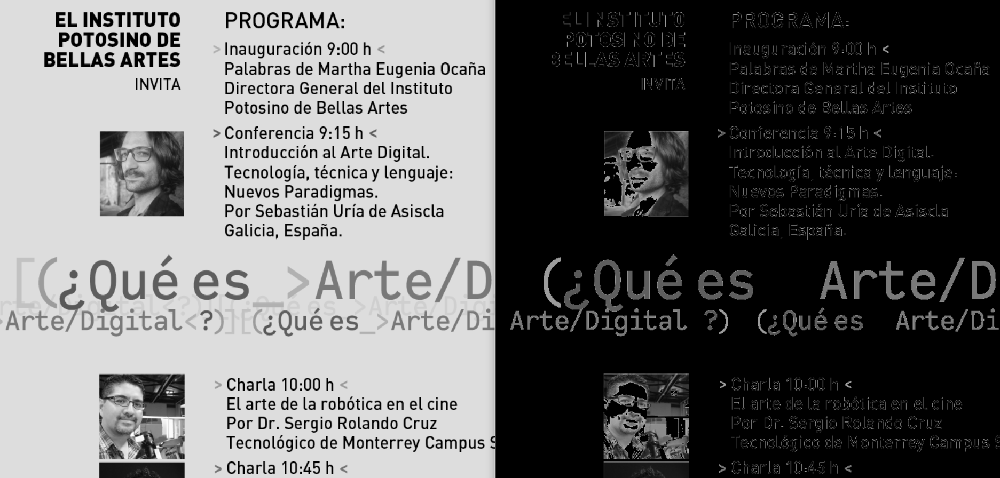 EL INSTITUTO
POTOSINO DE
BELLAS ARTES
INVITA
PROGRAMA:
> Inauguración 9:00 h <
Palabras de Martha Eugenia Ocaña
Directora General del Instituto
Potosino de Bellas Artes
> Conferencia 9:15 h <
Introducción al Arte Digital.
Tecnología, técnica y lenguaje:
Nuevos Paradigmas.
Por Sebastián Uría de Asiscla
Galicia, España.
[(¿Qué es_>Arte/D
rte/Digital<?)][(¿Qué es_>Arte/Digi
>Arte/Digital<?)][(¿Qué es_>Arte/Di
> Charla 10:00 h <
El arte de la robótica en el cine
Por Dr. Sergio Rolando Cruz
Tecnológico de Monterrey Campus S
> Charla 10:45 h <
EL INSTITUTO
POTOSINO DE
BELLAS ARTES
INVITA
PROGRAMA:
Inauguración 9:00 h <
Palabras de Martha Eugenia Ocaña
Directora General del Instituto
Potosino de Bellas Artes
> Conferencia 9:15 h <
Introducción al Arte Digital.
Tecnología, técnica y lenguaje:
Nuevos Paradigmas.
Por Sebastián Uría de Asiscla
Galicia, España.
(¿Qué es Arte/D
Arte/Digital ?) (¿Qué es Arte/Di
> Charla 10:00 h <
El arte de la robótica en el cine
Por Dr. Sergio Rolando Cruz
Tecnológico de Monterrey Campus S
> Charla 10:45 h <